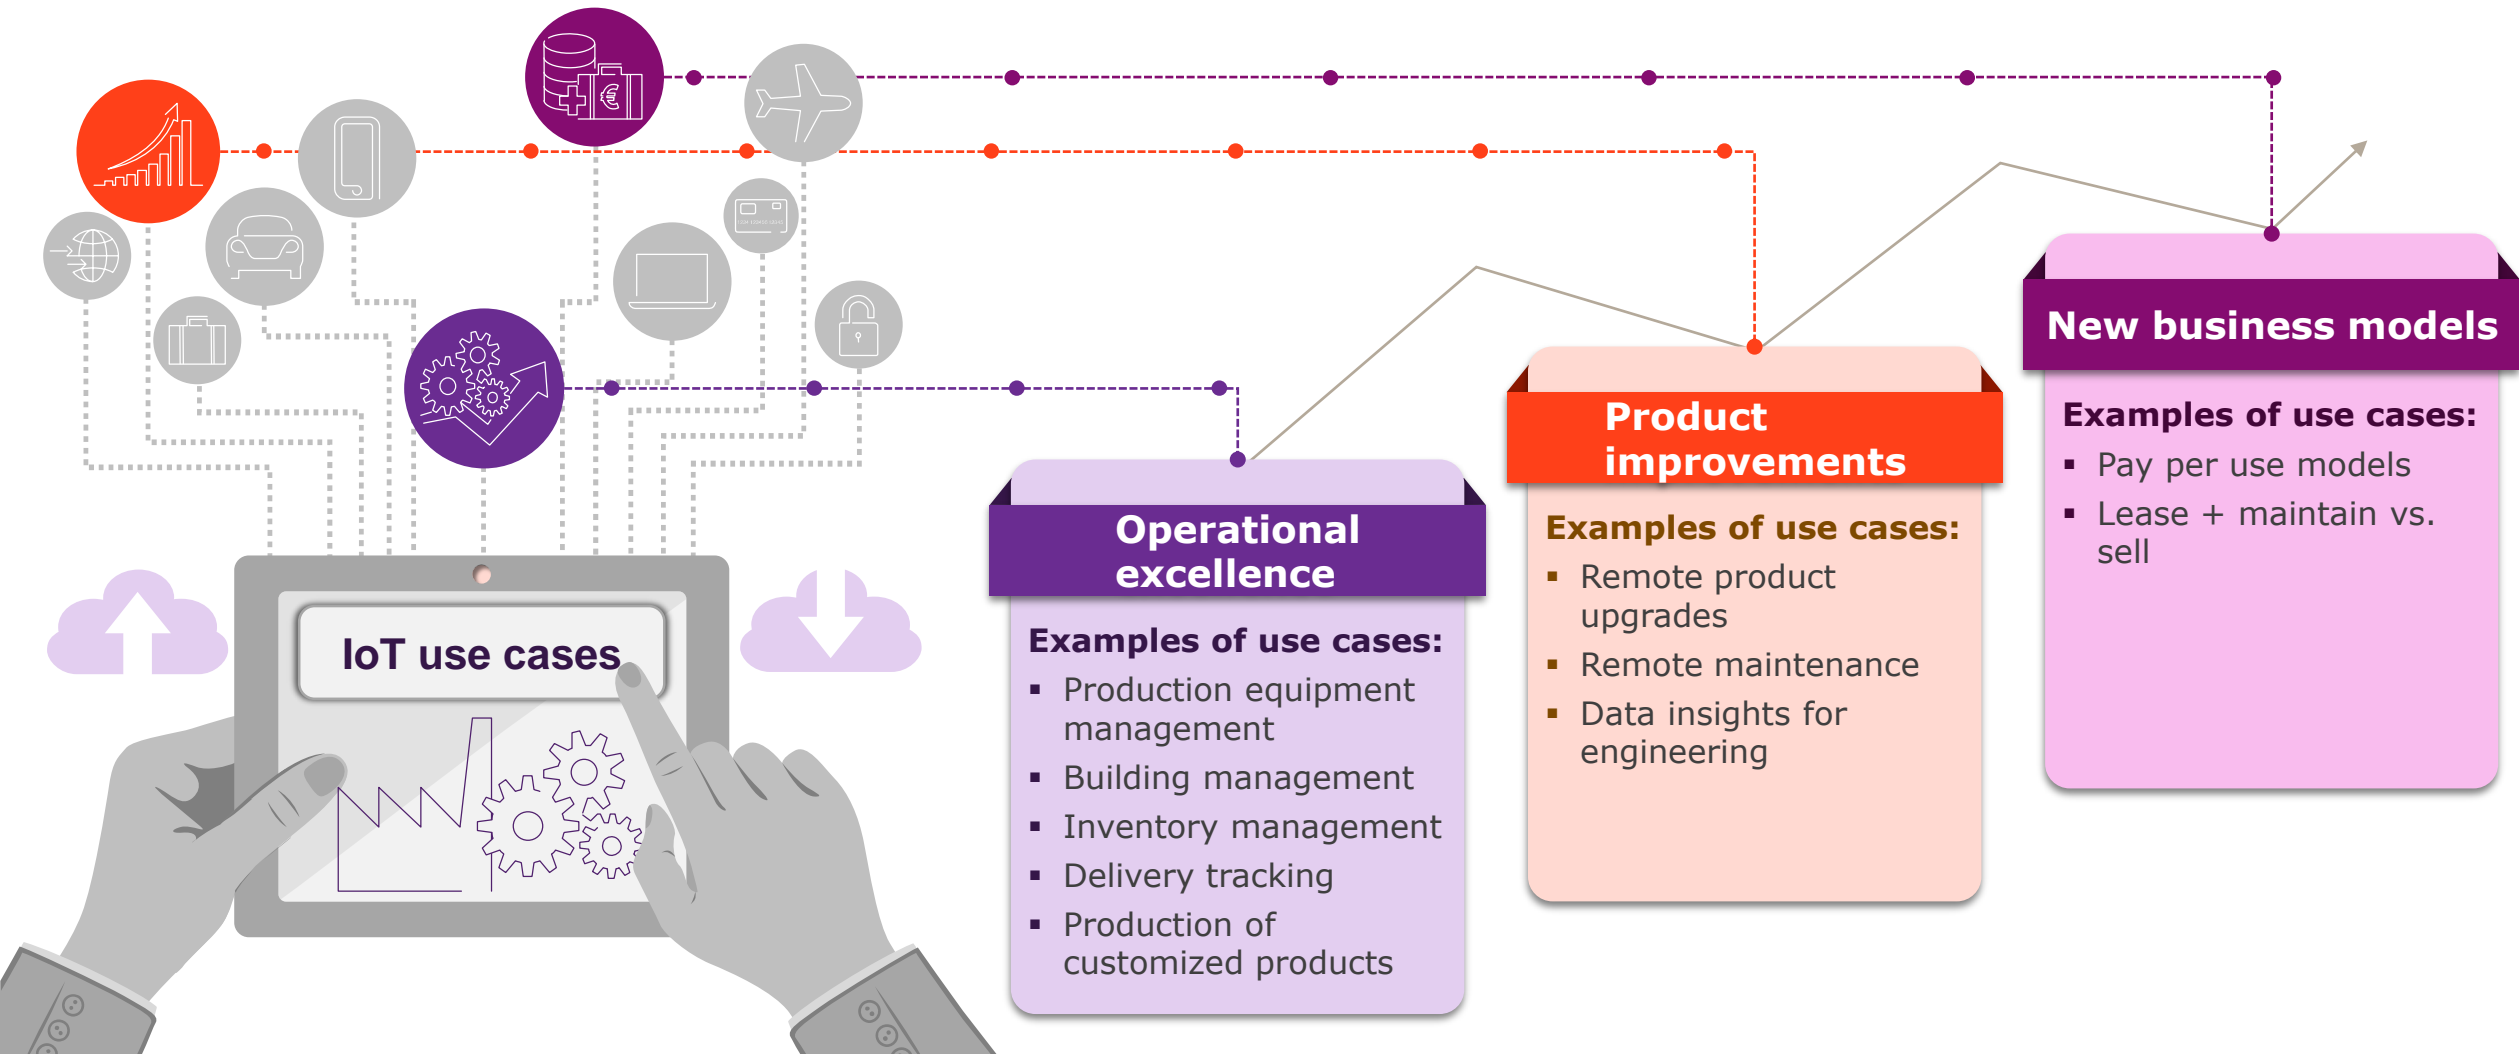 IoT use cases
Operational
excellence
Examples of use cases:
▪ Production equipment
management
▪ Building management
▪ Inventory management
▪ Delivery tracking
▪ Production of
customized products
Product
improvements
Examples of use cases:
▪ Remote product
upgrades
▪ Remote maintenance
▪ Data insights for
engineering
New business models
Examples of use cases:
▪ Pay per use models
▪ Lease + maintain vs.
sell
€